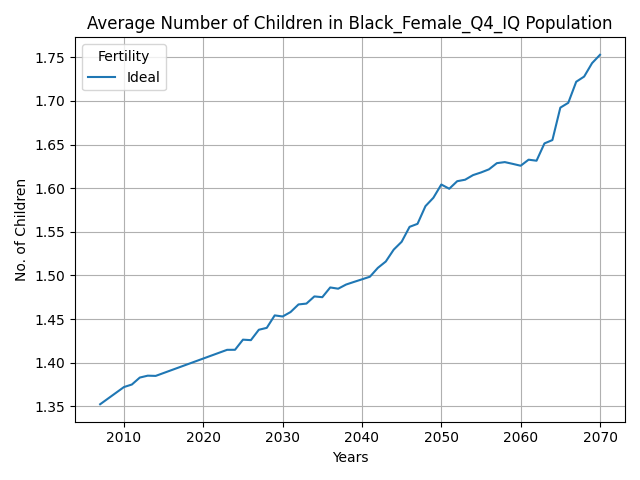 Average Number of Children in Black_Female_Q4_IQ Population
Fertility
Ideal
1.75
1.70
1.65
1.60
1.55
1.50
1.45
1.40
1.35
No. of Children
2010 2020 2030 2040 2050 2060 2070
Years